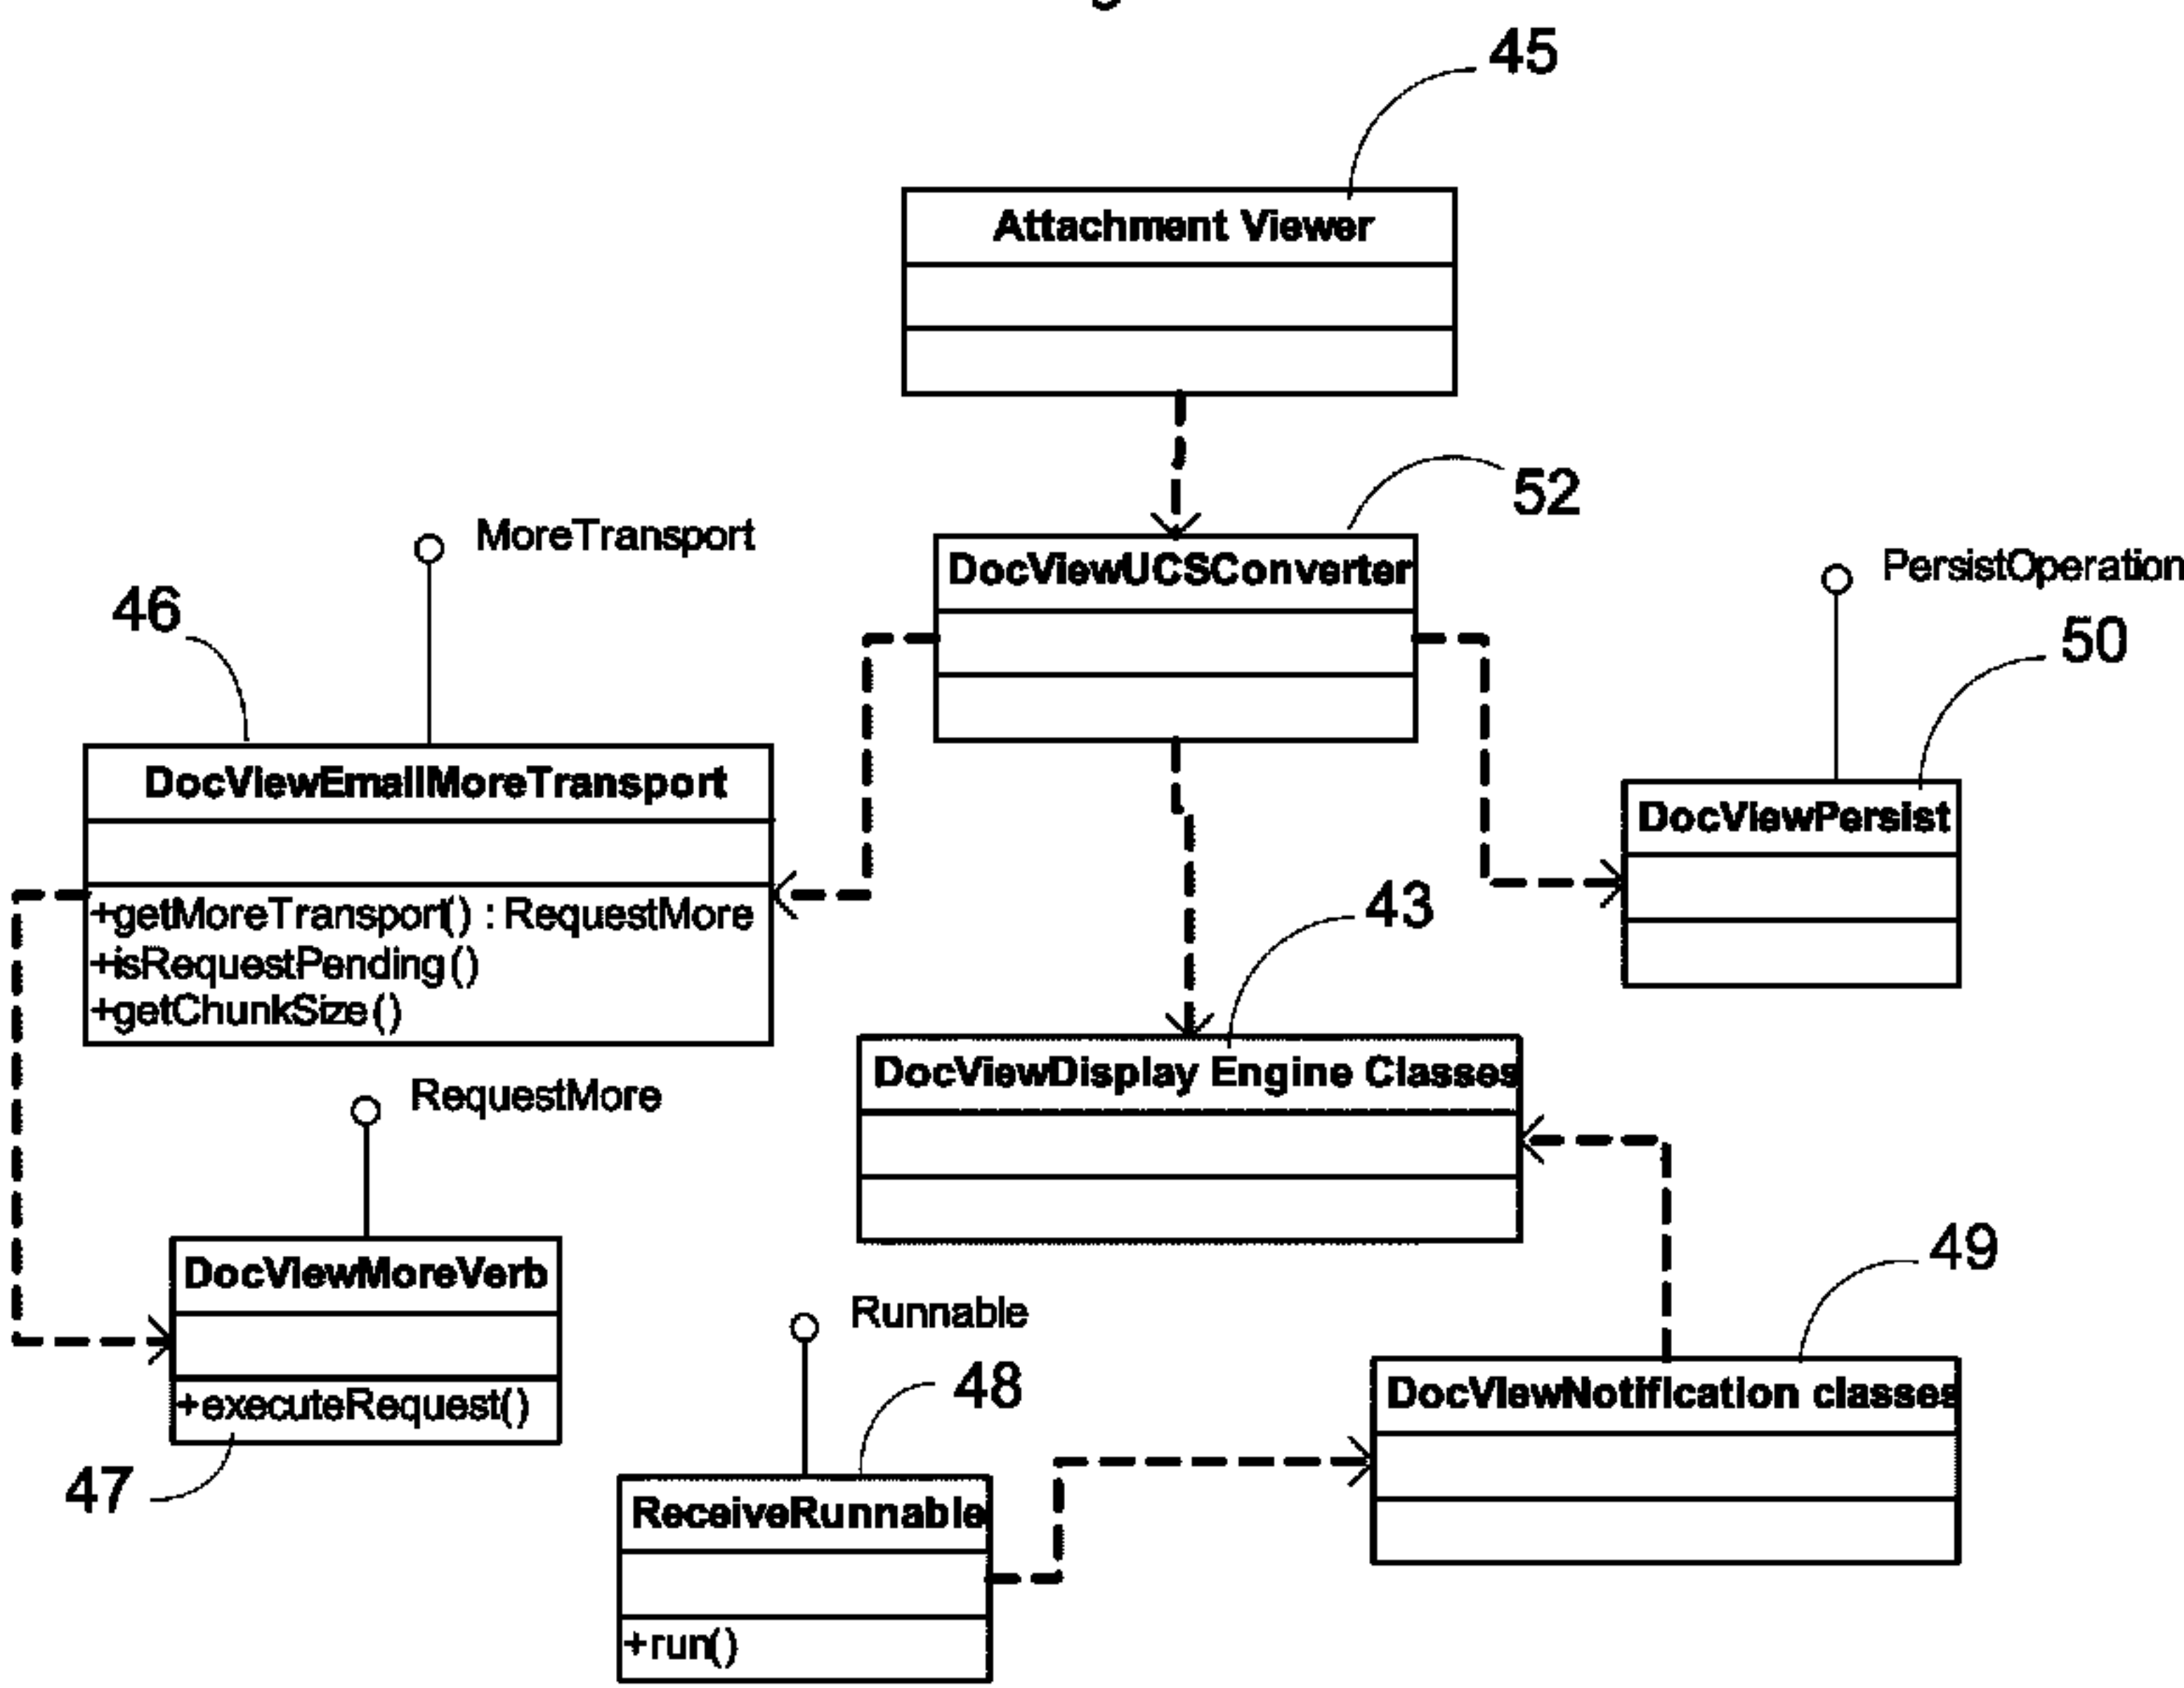 45
Attachment Viewer
52
MoreTransport
DocViewUCSConverter
PersistOperation
46
50
DocViewEmailMoreTransport
DocViewPersist
43
+getMoreTransport() : RequestMore
+isRequestPending()
+getChunkSize()
DocViewDisplay Engine Classes
RequestMore
49
DocViewMoreVerb
Runnable
48
DocViewNotification classes
+executeRequest()
47
ReceiveRunnable
+run()